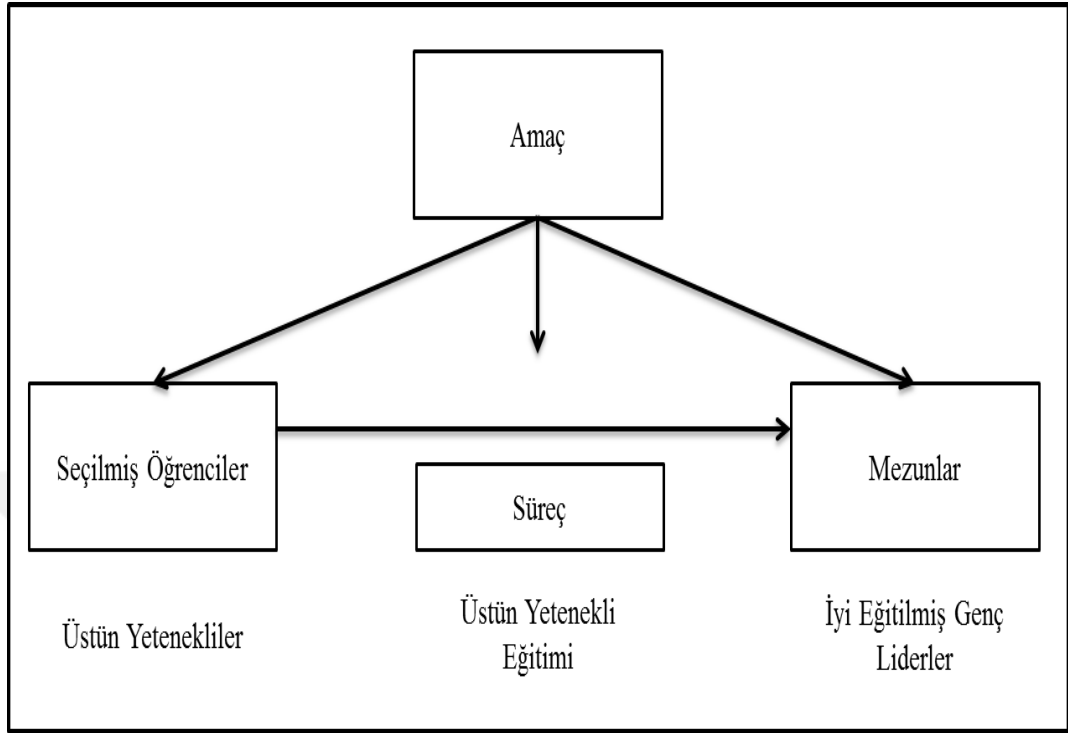 Amaç
Seçilmiş Öğrenciler
Süreç
Mezunlar
Üstün Yetenekliler
Üstün Yetenekli
Eğitimi
İyi Eğitilmiş Genç
Liderler